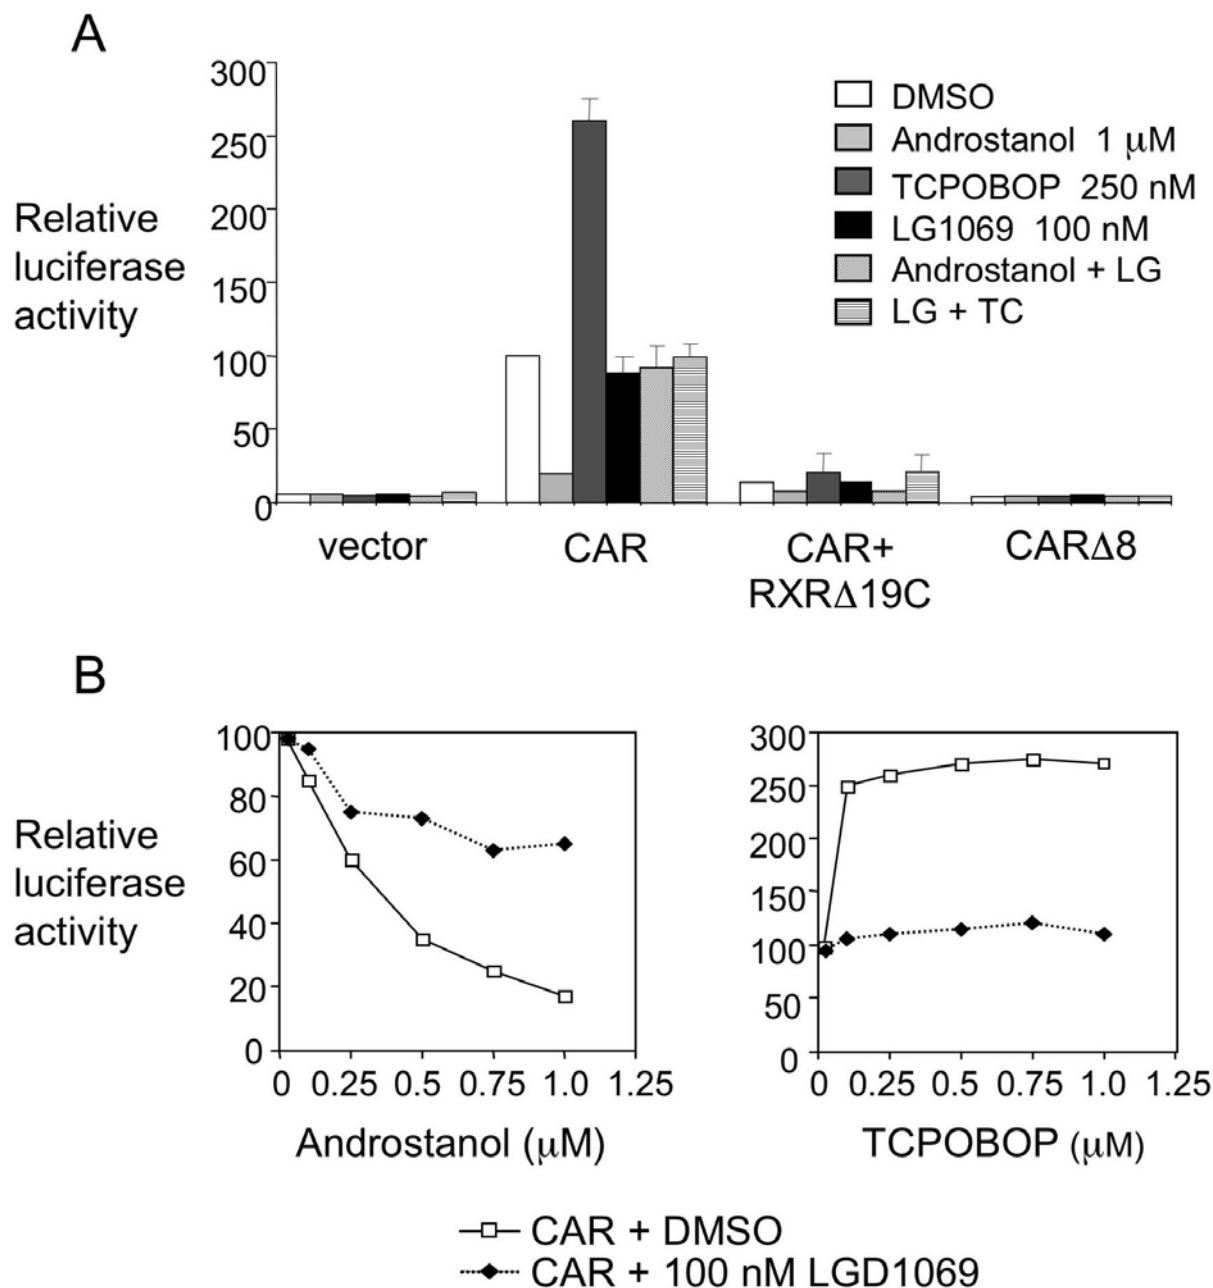 A
300
250
200
150
100
50
0
Relative
luciferase
activity
DMSO
Androstanol 1 μM
TCPOBOP 250 nM
LG1069 100 nM
Androstanol + LG
LG + TC
vector
CAR
CAR+
RXRΔ19C
CARΔ8
B
Relative
luciferase
activity
100
80
60
40
20
0
0 0.25 0.5 0.75 1.0 1.25
Androstanol (μM)
300
250
200
150
100
50
0
0 0.25 0.5 0.75 1.0 1.25
TCPOBOP (μM)
CAR + DMSO
CAR + 100 nM LGD1069